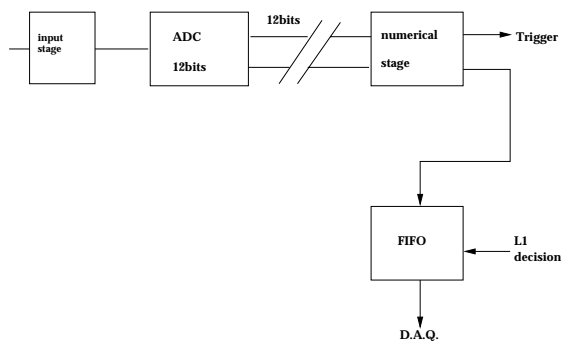 12bits
input
stage
ADC
12bits
numerical
stage
Trigger
FIFO
L1
decision
D.A.Q.